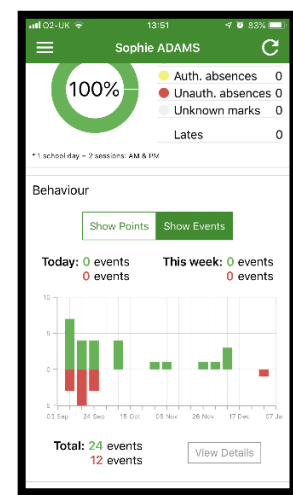 O2-UK 13:51 83%
Sophie ADAMS
100%
Auth. absences 0
Unauth. absences 0
Unknown marks 0
Lates 0
* 1 school day = 2 sessions: AM & PM
Behaviour
Show Points Show Events
Today: 0 events This week: 0 events
0 events 0 events
10
5
0
5
03 Sep 24 Sep 15 Oct 05 Nov 26 Nov 17 Dec 07 Ja
Total: 24 events
12 events
View Details